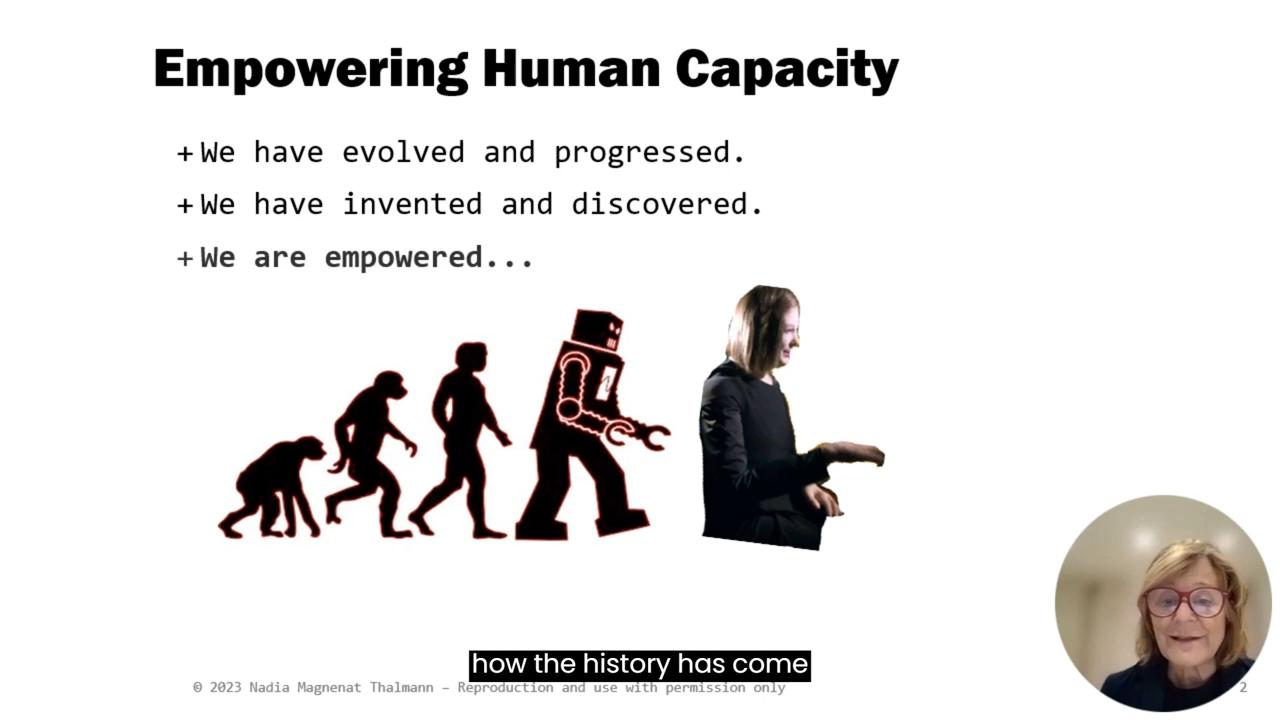 Empowering Human Capacity
+ We have evolved and progressed.
+ We have invented and discovered.
+ We are empowered...
how the history has come
© 2023 Nadia Magnenat Thalmann – Reproduction and use with permission only
2